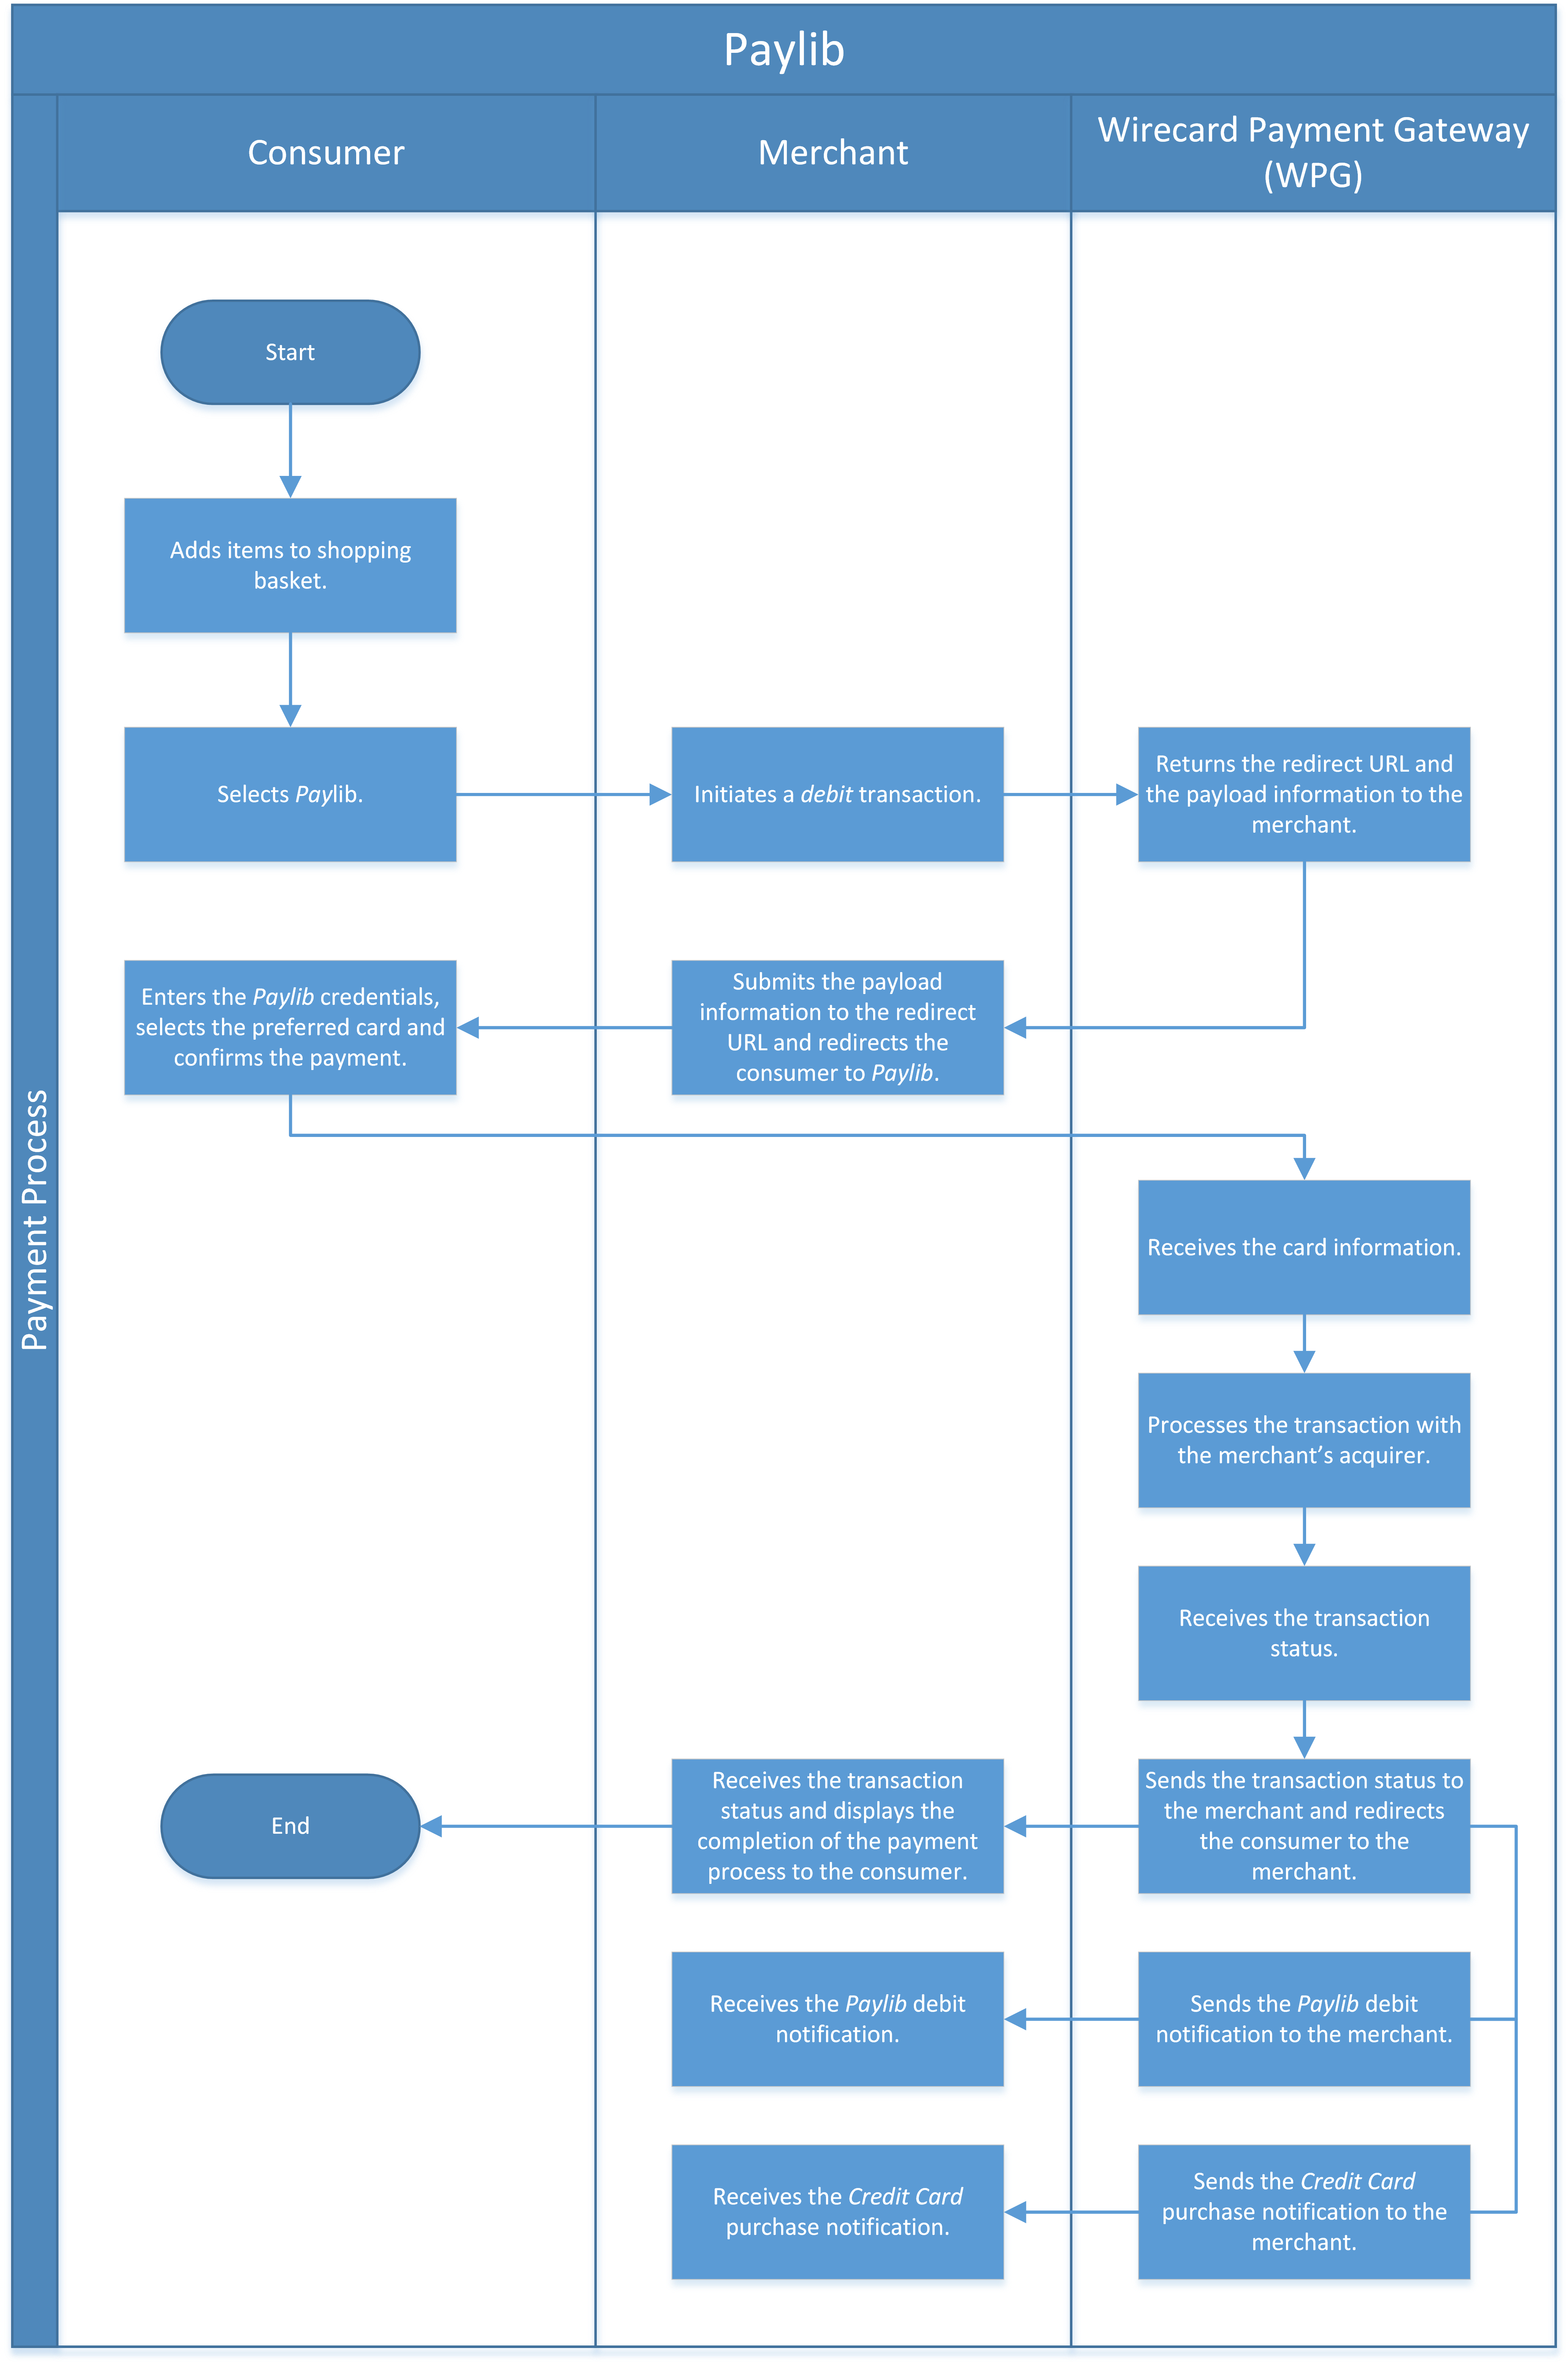 Paylib
Consumer
Merchant
Wirecard Payment Gateway
(WPG)
Payment Process
Start
Adds items to shopping
basket.
Selects Paylib.
Initiates a debit transaction.
Returns the redirect URL and
the payload information to the
merchant.
Submits the payload
information to the redirect
URL and redirects the
consumer to Paylib.
Enters the Paylib credentials,
selects the preferred card and
confirms the payment.
Receives the card information.
Processes the transaction with
the merchant’s acquirer.
Receives the transaction
status.
Sends the transaction status to
the merchant and redirects
the consumer to the
merchant.
Receives the transaction
status and displays the
completion of the payment
process to the consumer.
End
Sends the Paylib debit
notification to the merchant.
Receives the Paylib debit
notification.
Sends the Credit Card
purchase notification to the
merchant.
Receives the Credit Card
purchase notification.